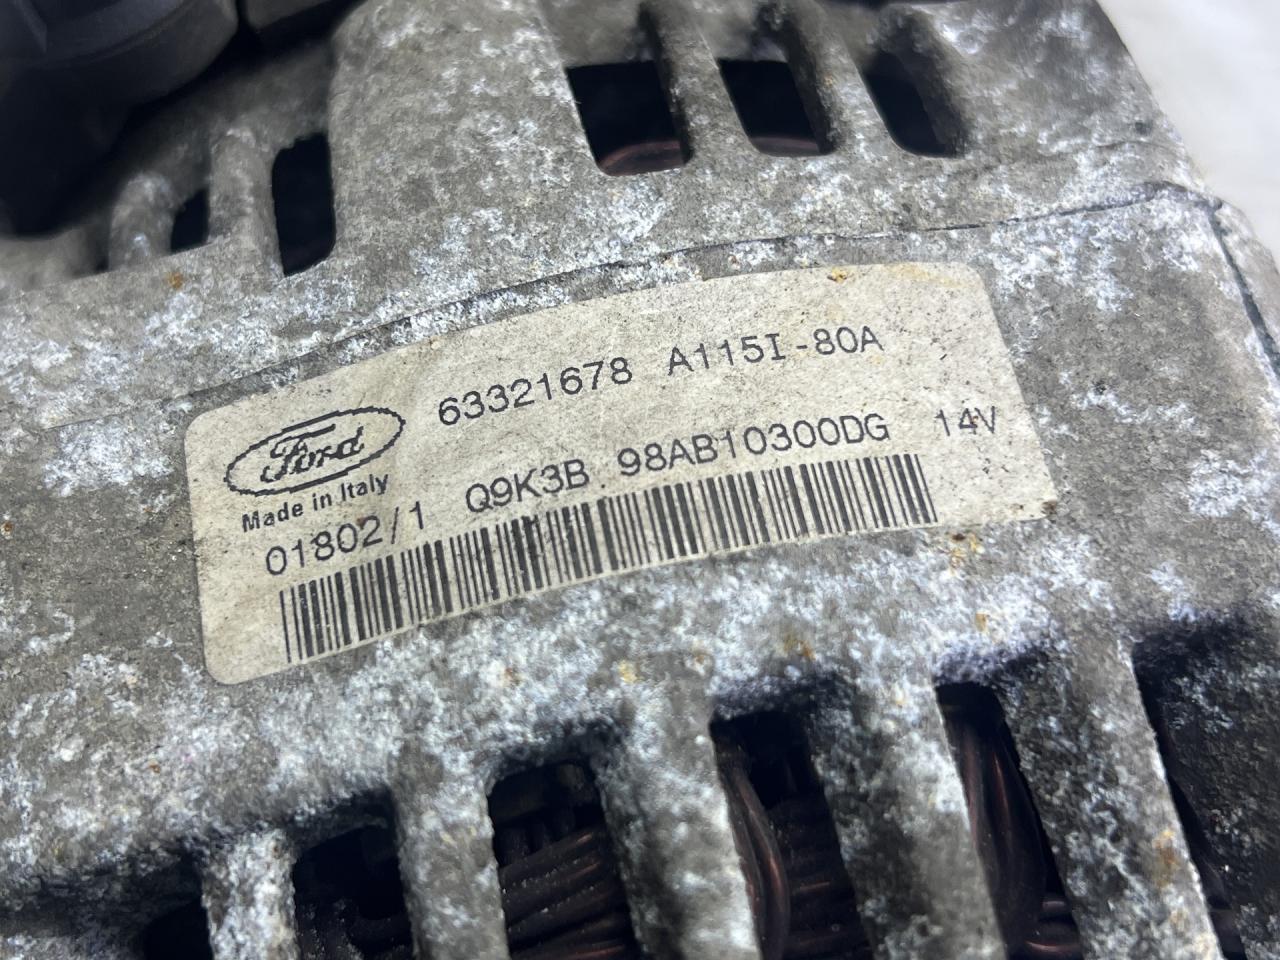 63321678 A115I-80A
Ford
Made in Italy
01802/1 Q9K3B 98AB10300DG 14V